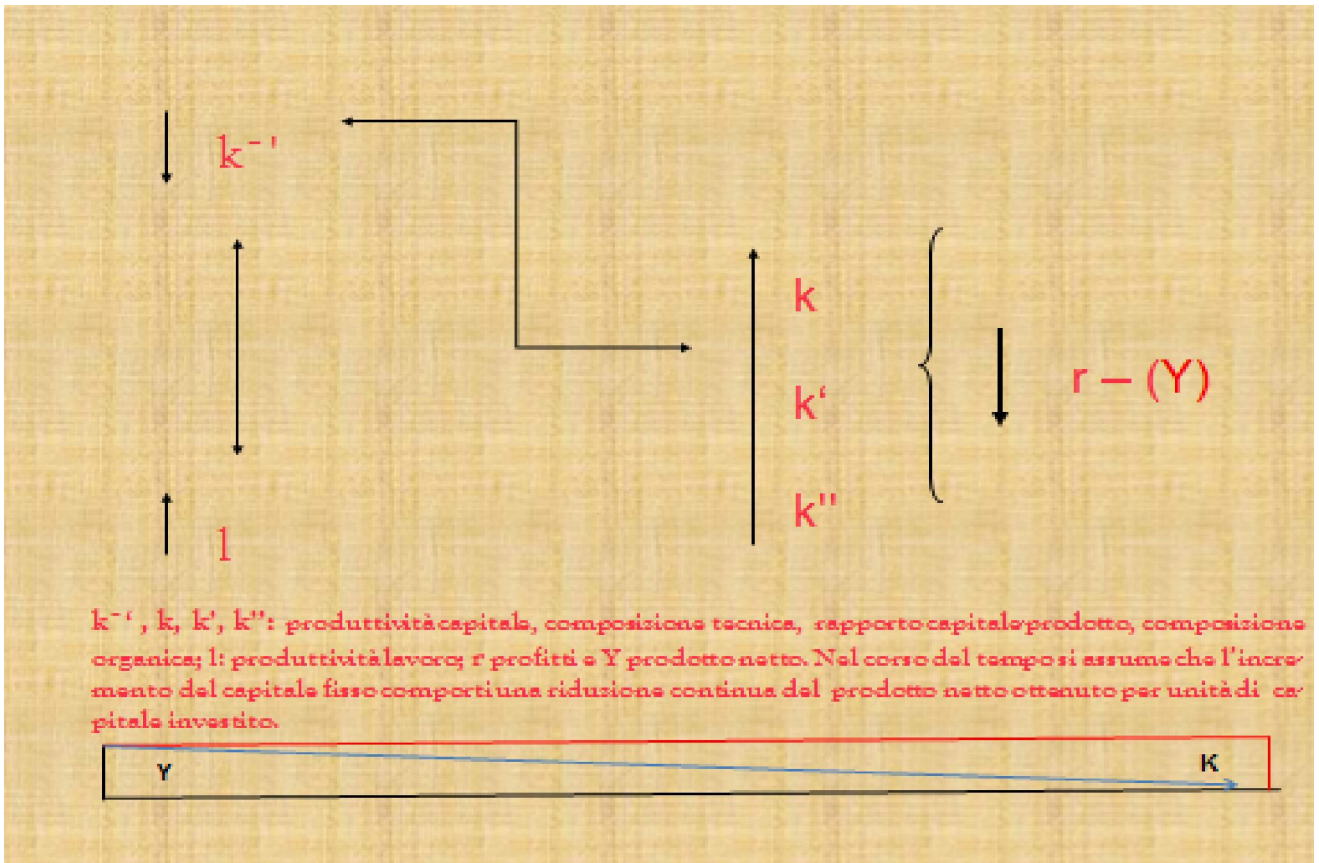 k⁻'
k
r – (Y)
k‘
k"
l
k⁻‘ , k, k’, k”: produttività capitale, composizione tecnica, rapporto capitale prodotto, composizione
organica; l: produttività lavoro; r profitti e Y prodotto netto. Nel corso del tempo si assume che l'incre-
mento del capitale fisso comporti una riduzione continua del prodotto netto ottenuto per unità di ca-
pitale investito.
Y
K